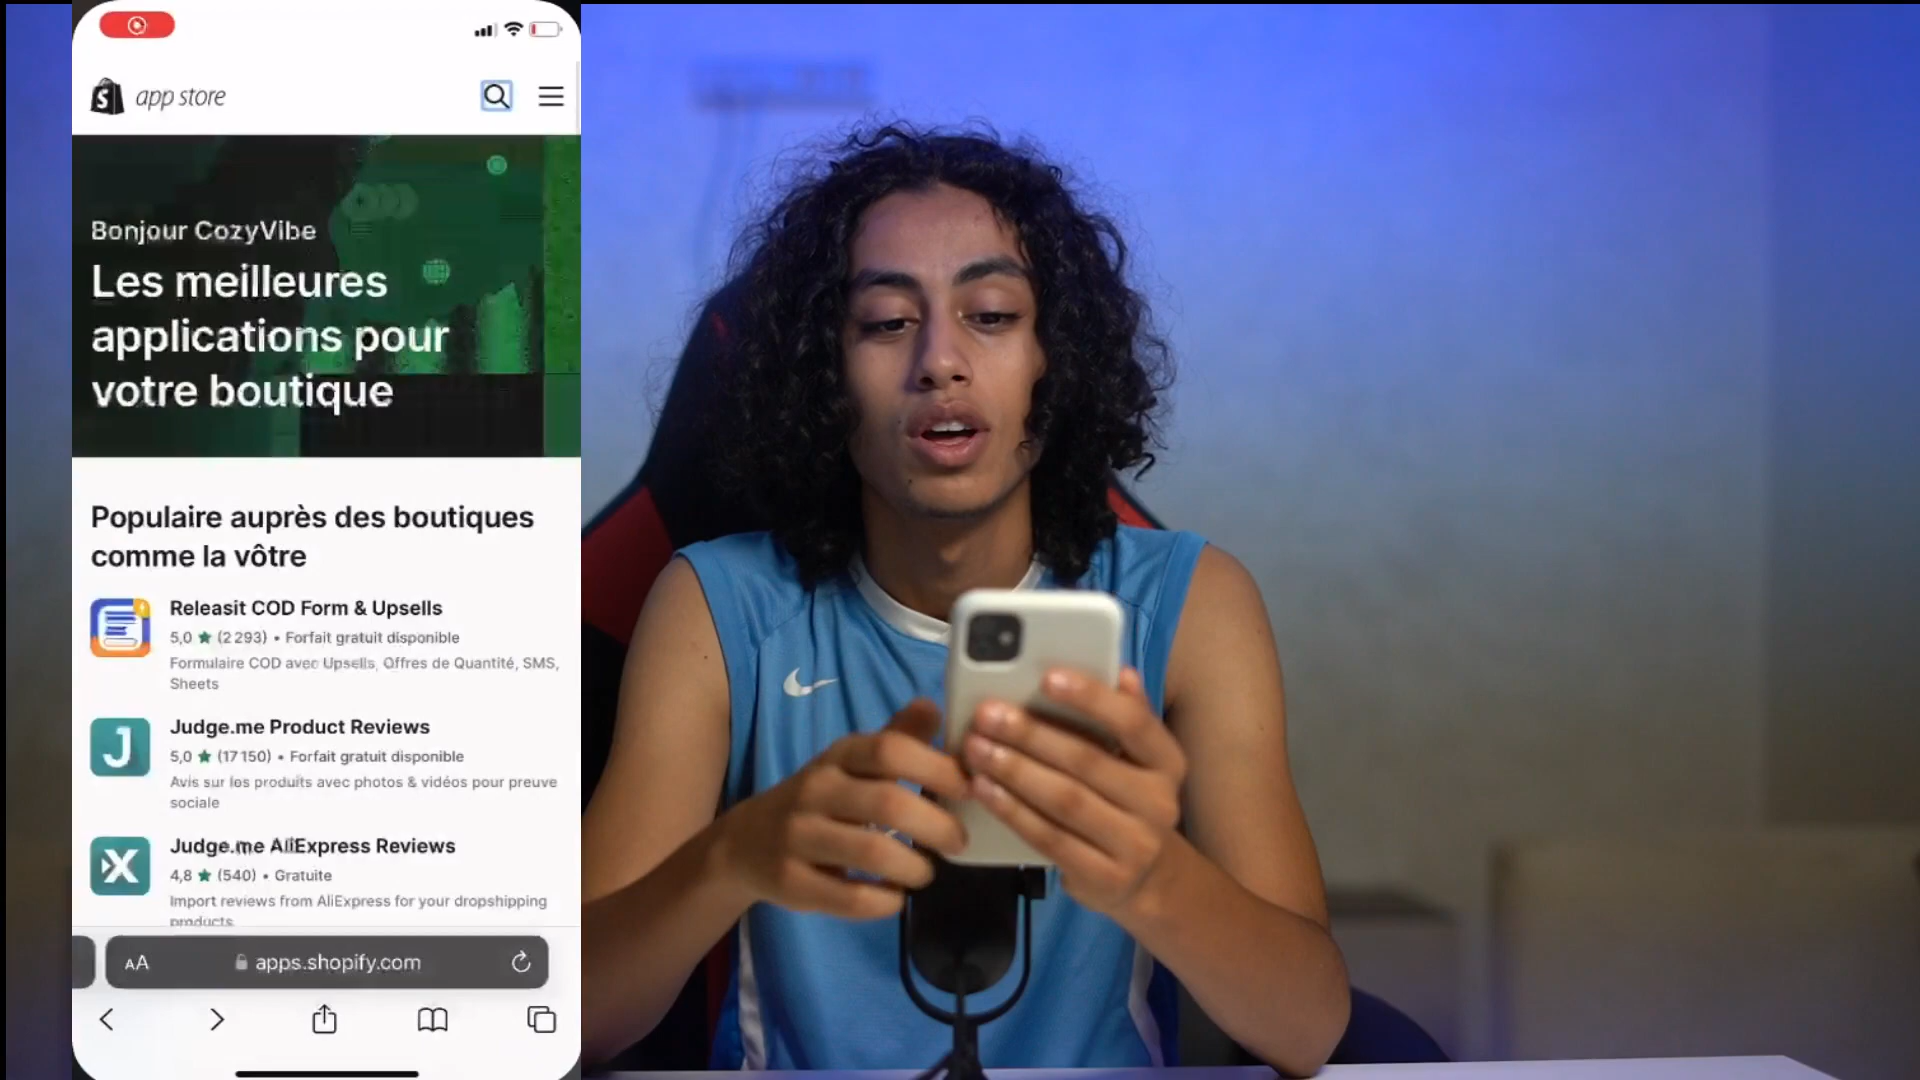 app store
Bonjour CozyVibe
Les meilleures
applications pour
votre boutique
Populaire auprès des boutiques
comme la vôtre
Releasit COD Form & Upsells
5,0 ★ (2 293) • Forfait gratuit disponible
Formulaire COD avec Upsells, Offres de Quantité, SMS,
Sheets
J
Judge.me Product Reviews
5,0 ★ (17 150) • Forfait gratuit disponible
Avis sur les produits avec photos & vidéos pour preuve
sociale
Judge.me AliExpress Reviews
4,8 ★ (540) • Gratuite
Import reviews from AliExpress for your dropshipping
products.
AA apps.shopify.com